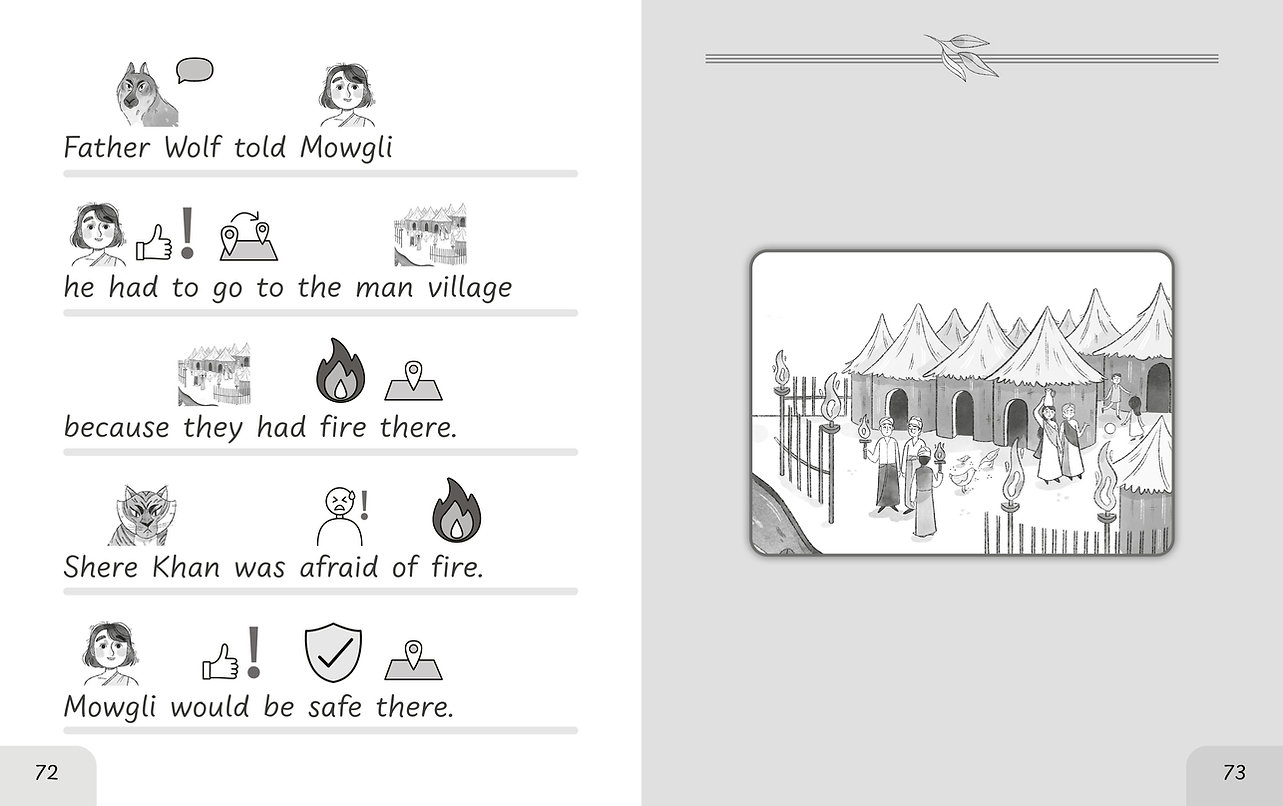 Father Wolf told Mowgli
he had to go to the man village
because they had fire there.
Shere Khan was afraid of fire.
Mowgli would be safe there.
72
73